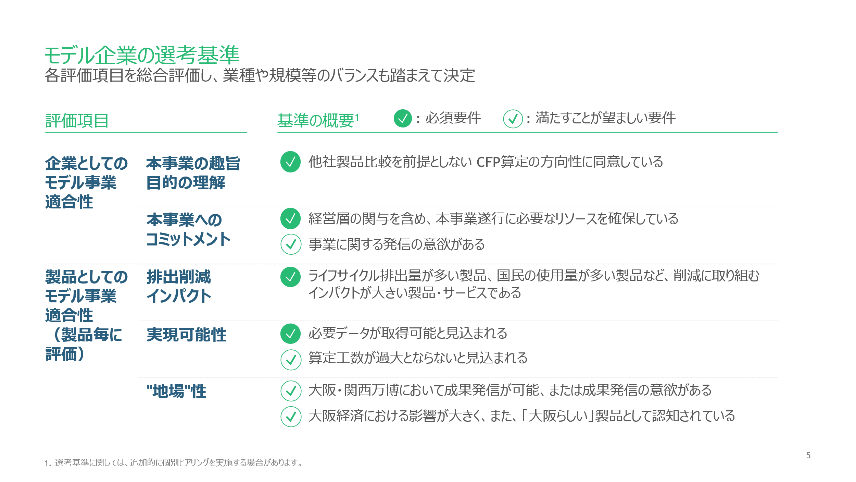 モデル企業の選考基準
各評価項目を総合評価し、業種や規模等のバランスも踏まえて決定
評価項目
基準の概要1
：必須要件
：満たすことが望ましい要件
企業としての
モデル事業
適合性
本事業の趣旨
目的の理解
他社製品比較を前提としない CFP算定の方向性に同意している
本事業への
コミットメント
経営層の関与を含め、本事業遂行に必要なリソースを確保している
事業に関する発信の意欲がある
製品としての
モデル事業
適合性
（製品毎に
評価）
排出削減
インパクト
ライフサイクル排出量が多い製品、国民の使用量が多い製品など、削減に取り組む
インパクトが大きい製品・サービスである
実現可能性
必要データが取得可能と見込まれる
算定工数が過大とならないと見込まれる
"地場"性
大阪・関西万博において成果発信が可能、または成果発信の意欲がある
大阪経済における影響が大きく、また、「大阪らしい」製品として認知されている
1. 選考基準に関しては、追加的に個別ヒアリングを実施する場合があります。
5